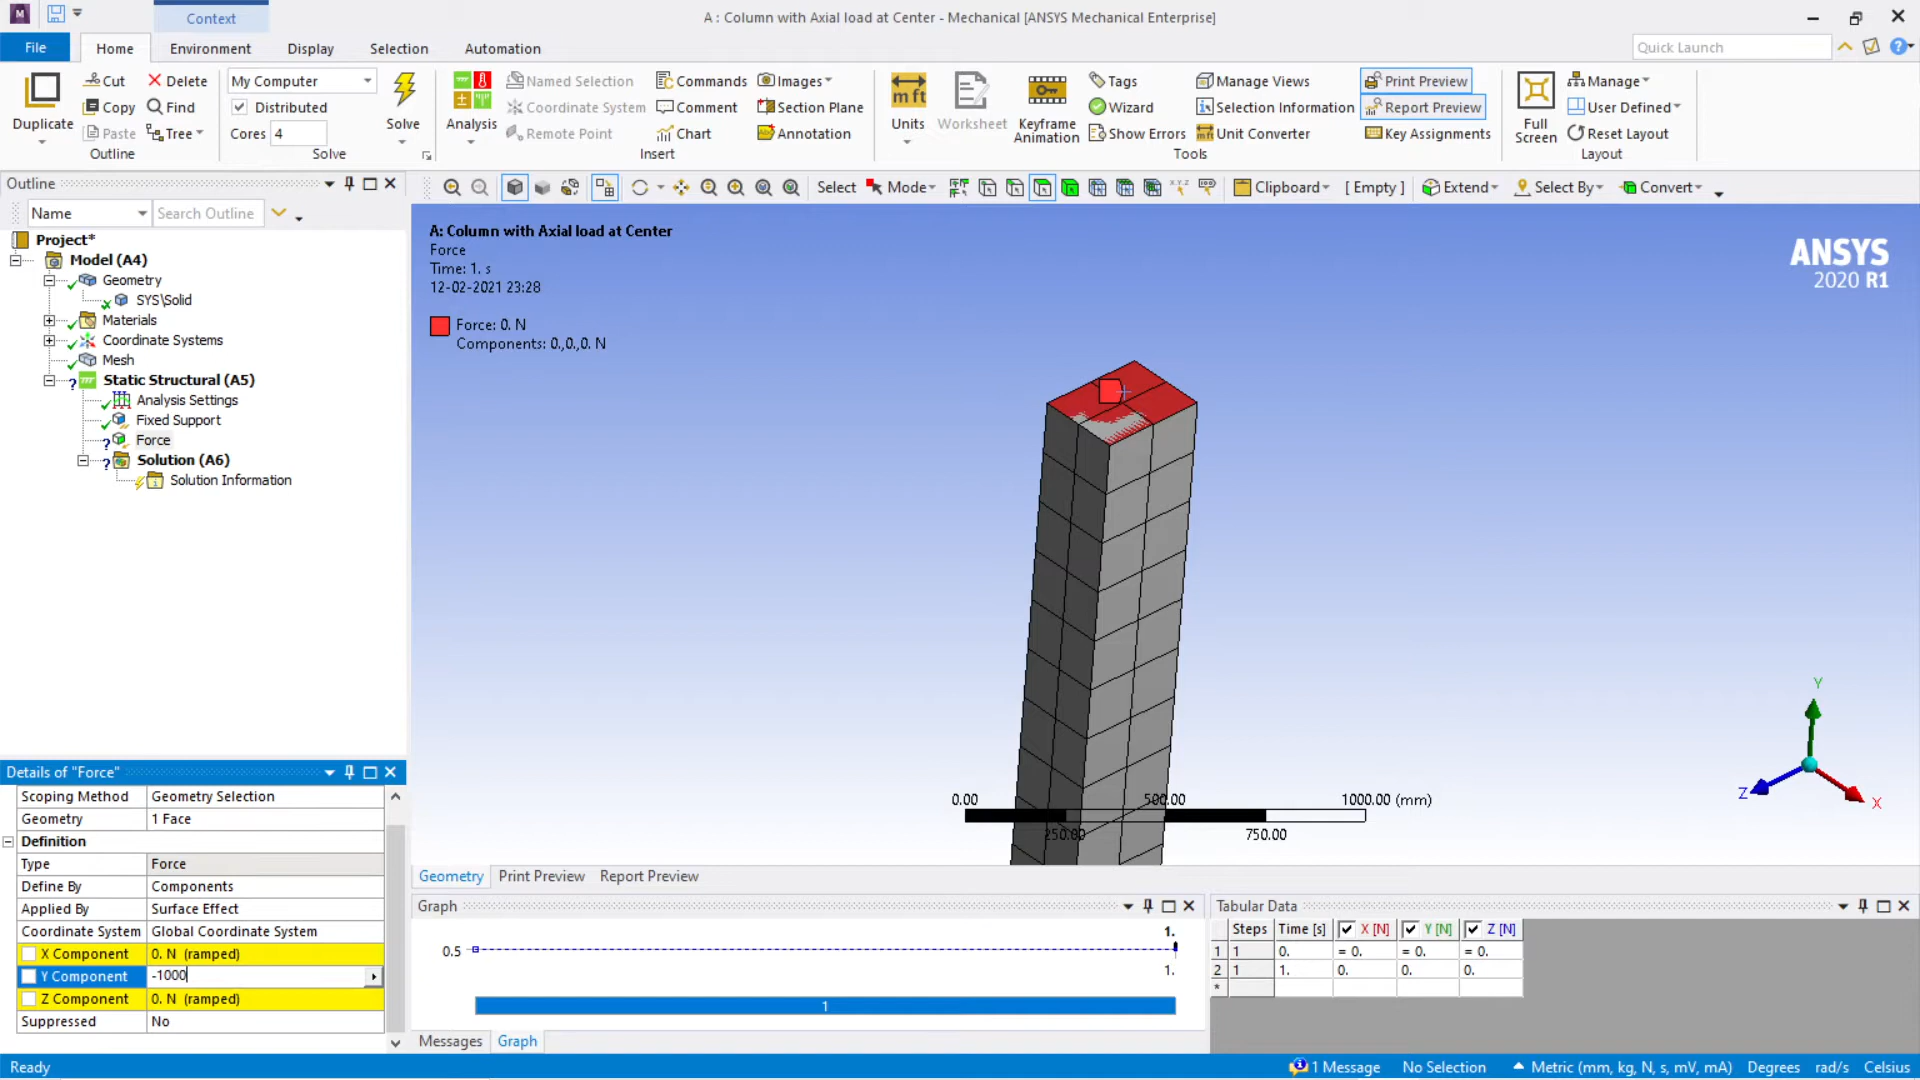 Context
A : Column with Axial load at Center - Mechanical [ANSYS Mechanical Enterprise]
File
Home
Environment
Display
Selection
Automation
Quick Launch
Duplicate
Cut
Copy
Paste
Delete
Find
Tree
Outline
My Computer
Distributed
Cores 4
Solve
Solve
Analysis
Named Selection
Coordinate System
Remote Point
Commands
Comment
Chart
Images
Section Plane
Annotation
Insert
Units
Worksheet
Keyframe
Animation
Tags
Wizard
Show Errors
Manage Views
Selection Information
Unit Converter
Print Preview
Report Preview
Key Assignments
Tools
Full
Screen
Manage
User Defined
Reset Layout
Layout
Outline
Name
Search Outline
Select
Mode
Clipboard
[ Empty ]
Extend
Select By
Convert
Project*
Model (A4)
Geometry
SYS\Solid
Materials
Coordinate Systems
Mesh
Static Structural (A5)
Analysis Settings
Fixed Support
Force
Solution (A6)
Solution Information
A: Column with Axial load at Center
Force
Time: 1. s
12-02-2021 23:28
Force: 0. N
Components: 0.,0.,0. N
ANSYS
2020 R1
Y
Z
X
0.00
500.00
1000.00 (mm)
250.00
750.00
Details of "Force"
Scoping Method Geometry Selection
Geometry 1 Face
Definition
Type Force
Define By Components
Applied By Surface Effect
Coordinate System Global Coordinate System
X Component 0. N (ramped)
Y Component -1000
Z Component 0. N (ramped)
Suppressed No
Geometry
Print Preview
Report Preview
Graph
1.
0.5
1.
1
Messages
Graph
Tabular Data
Steps Time [s] X [N] Y [N] Z [N]
1 1 0. = 0. = 0. = 0.
2 1 1. 0. 0. 0.
*
Ready
1 Message
No Selection
Metric (mm, kg, N, s, mV, mA)
Degrees
rad/s
Celsius